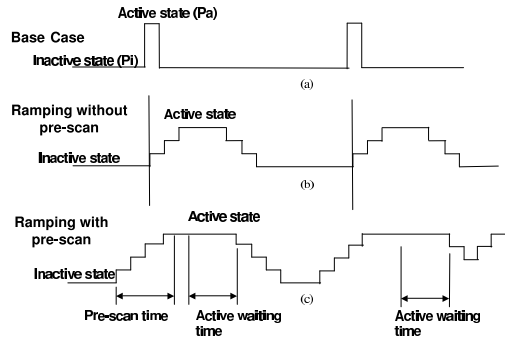 Active state (Pa)
Base Case
Inactive state (Pi)
(a)
Ramping without
pre-scan
Active state
Inactive state
(b)
Ramping with
pre-scan
Active state
Inactive state
(c)
Pre-scan time
Active waiting
time
Active waiting
time